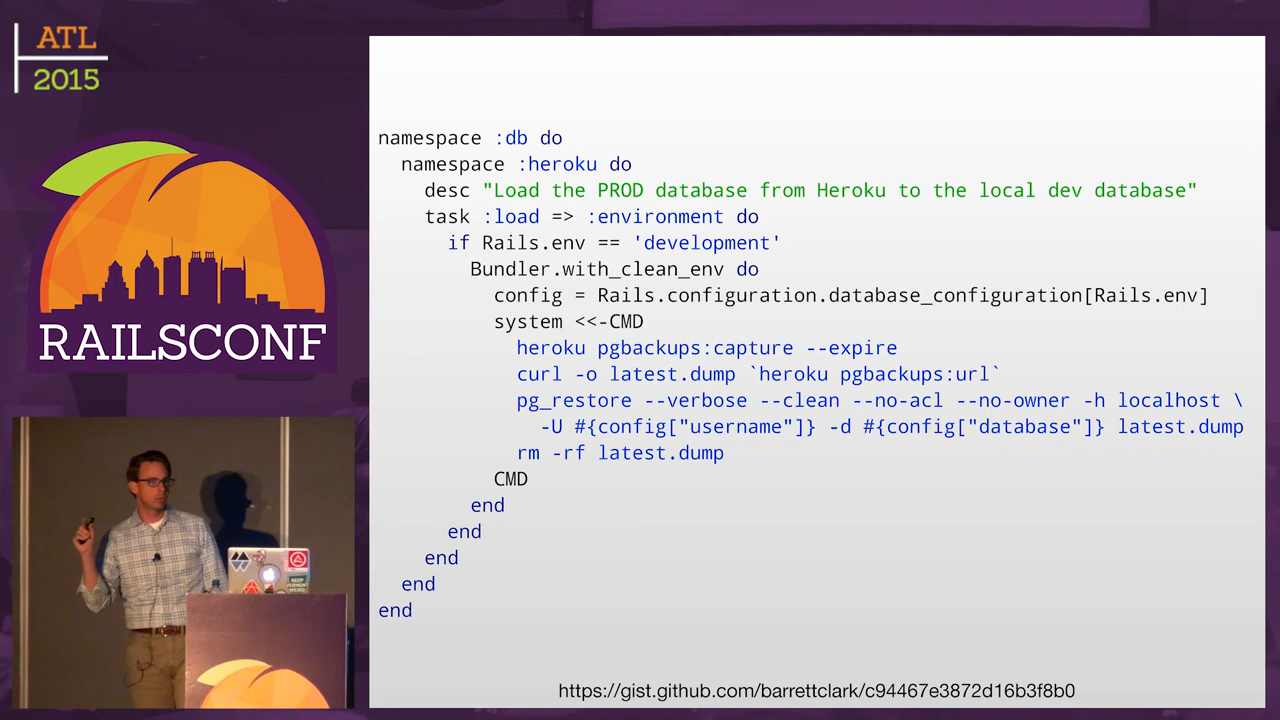 ATL
2015
RAILSCONF
namespace :db do
  namespace :heroku do
    desc "Load the PROD database from Heroku to the local dev database"
    task :load => :environment do
      if Rails.env == 'development'
        Bundler.with_clean_env do
          config = Rails.configuration.database_configuration[Rails.env]
          system <<-CMD
            heroku pgbackups:capture --expire
            curl -o latest.dump `heroku pgbackups:url`
            pg_restore --verbose --clean --no-acl --no-owner -h localhost \
              -U #{config["username"]} -d #{config["database"]} latest.dump
            rm -rf latest.dump
          CMD
        end
      end
    end
  end
end
https://gist.github.com/barrettclark/c94467e3872d16b3f8b0
KEEP
VERMONT
WEIRD